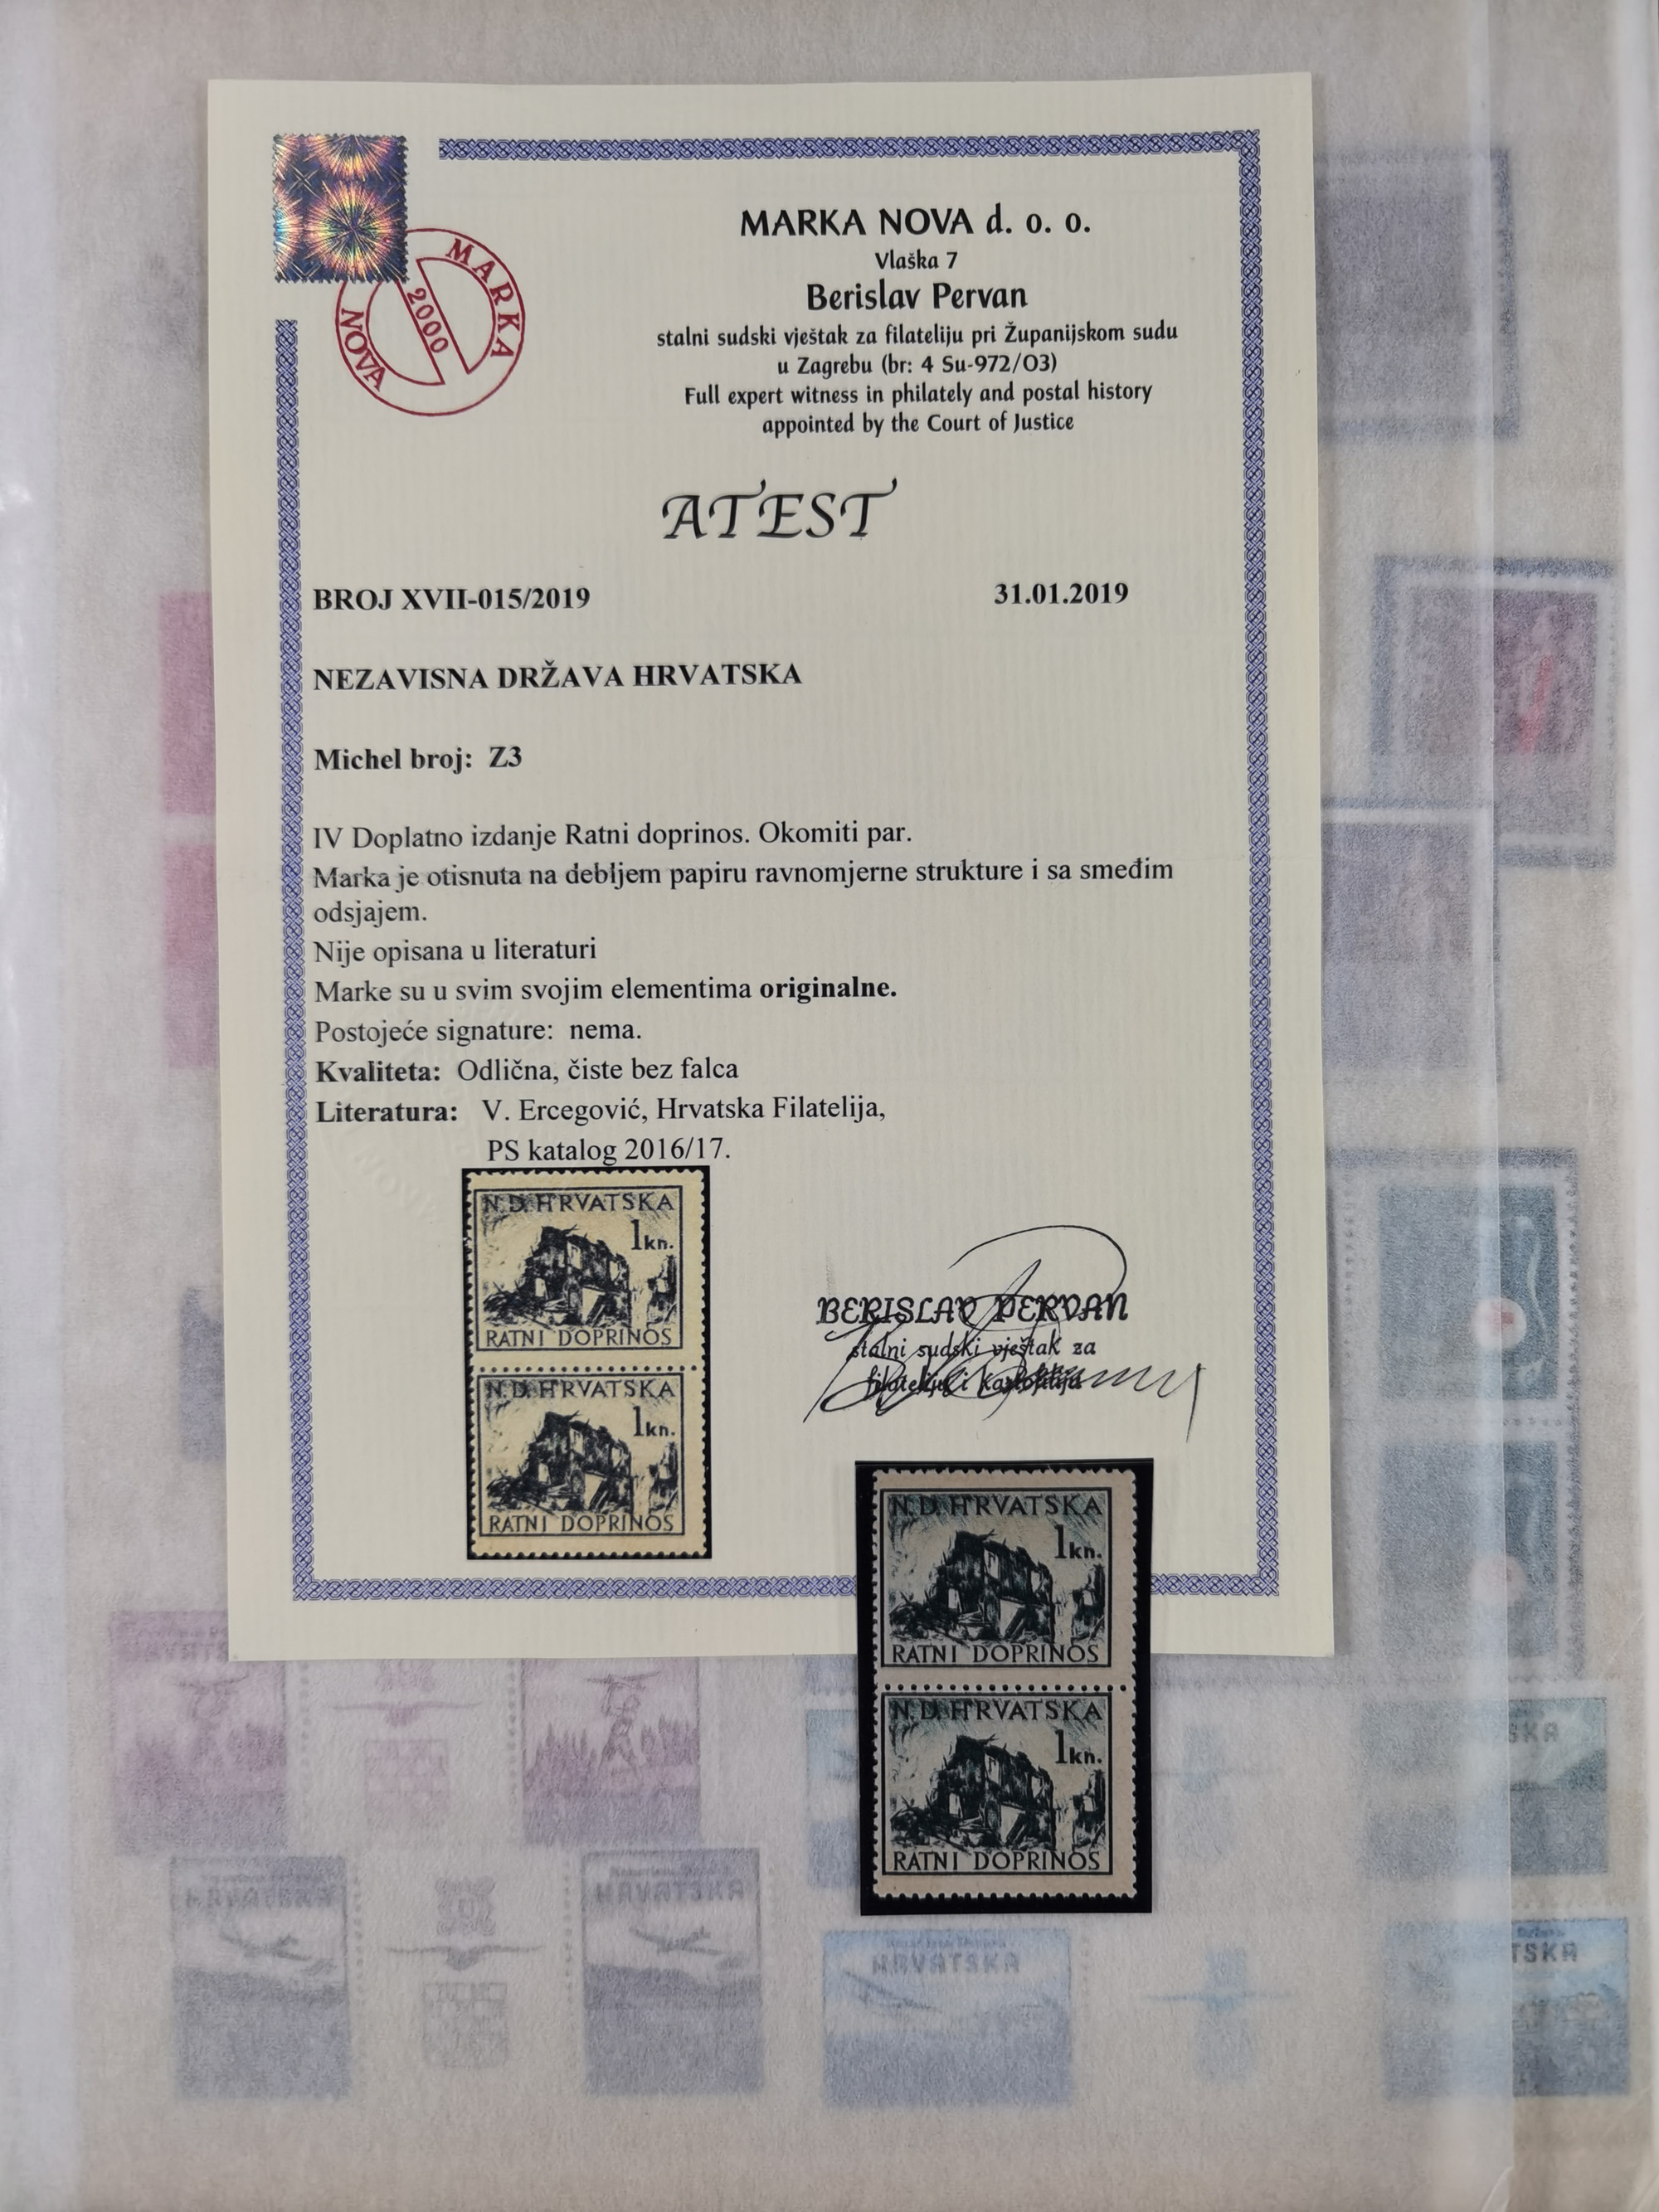 MARKA
2000
NOVA
MARKA NOVA d. o. o.
Vlaška 7
Berislav Pervan
stalni sudski vještak za filateliju pri Županijskom sudu
u Zagrebu (br: 4 Su-972/03)
Full expert witness in philately and postal history
appointed by the Court of Justice
ATEST
BROJ XVII-015/2019
31.01.2019
NEZAVISNA DRŽAVA HRVATSKA
Michel broj: Z3
IV Doplatno izdanje Ratni doprinos. Okomiti par.
Marka je otisnuta na debljem papiru ravnomjerne strukture i sa smeđim
odsjajem.
Nije opisana u literaturi
Marke su u svim svojim elementima originalne.
Postojeće signature: nema.
Kvaliteta: Odlična, čiste bez falca
Literatura: V. Ercegović, Hrvatska Filatelija,
PS katalog 2016/17.
N.D.HRVATSKA
1kn.
RATNI DOPRINOS
N.D.HRVATSKA
1kn.
RATNI DOPRINOS
BERISLAV PERVAN
stalni sudski vještak za
filateliju i kartofiliju
N.D.HRVATSKA
1kn.
RATNI DOPRINOS
N.D.HRVATSKA
1kn.
RATNI DOPRINOS
HRVATSKA
HRVATSKA
HRVATSKA
SKA
TSKA